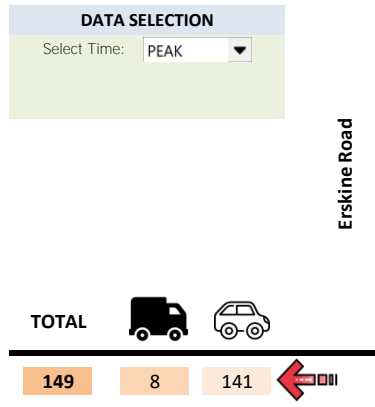 DATA SELECTION
Select Time: PEAK
Erskine Road
TOTAL
149 8 141